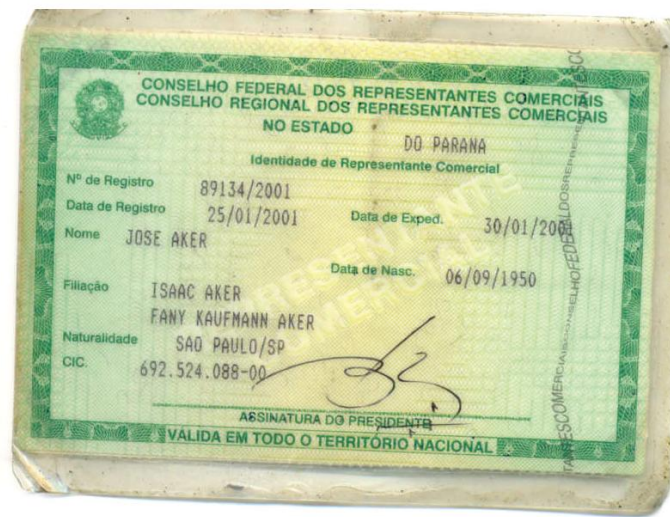 CONSELHO FEDERAL DOS REPRESENTANTES COMERCIAIS
CONSELHO REGIONAL DOS REPRESENTANTES COMERCIAIS
NO ESTADO DO PARANA
Identidade de Representante Comercial
Nº de Registro 89134/2001
Data de Registro 25/01/2001 Data de Exped. 30/01/2001
Nome JOSE AKER
Data de Nasc. 06/09/1950
Filiação ISAAC AKER
FANY KAUFMANN AKER
Naturalidade SAO PAULO/SP
CIC. 692.524.088-00
ASSINATURA DO PRESIDENTE
VÁLIDA EM TODO O TERRITÓRIO NACIONAL
REPRESENTANTE
COMERCIAL